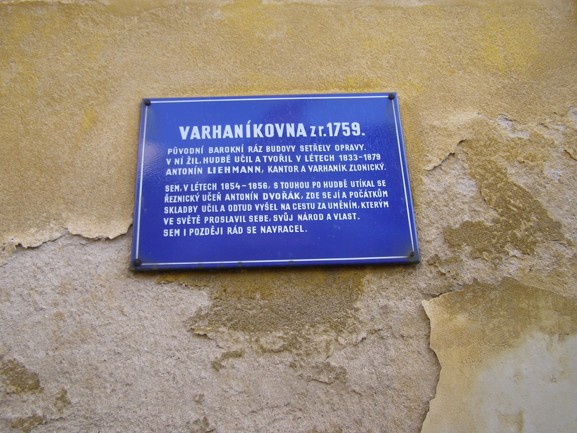 VARHANÍKOVNA Z R. 1759.
PŮVODNÍ BAROKNÍ RÁZ BUDOVY SETŘELY OPRAVY.
V NÍ ŽIL, HUDBĚ UČIL A TVOŘIL V LÉTECH 1833-1879
ANTONÍN LIEHMANN, KANTOR A VARHANÍK ZLONICKÝ.
SEM, V LÉTECH 1854-1856, S TOUHOU PO HUDBĚ UTÍKAL SE
ŘEZNICKÝ UČEŇ ANTONÍN DVOŘÁK, ZDE SE JÍ A POČÁTKŮM
SKLADBY UČIL A ODTUD VYŠEL NA CESTU ZA UMĚNÍM, KTERÝM
VE SVĚTĚ PROSLAVIL SEBE, SVŮJ NÁROD A VLAST.
SEM I POZDĚJI RÁD SE NAVRACEL.